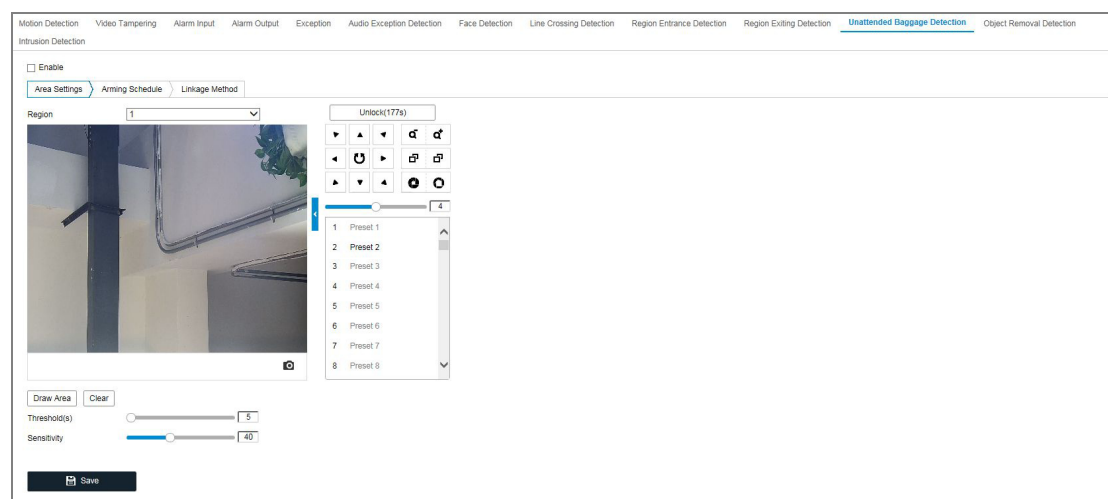 Motion Detection Video Tampering Alarm Input Alarm Output Exception Audio Exception Detection Face Detection Line Crossing Detection Region Entrance Detection Region Exiting Detection Unattended Baggage Detection Object Removal Detection
Intrusion Detection
Enable
Area Settings Arming Schedule Linkage Method
Region 1
Unlock(177s)
4
1 Preset 1
2 Preset 2
3 Preset 3
4 Preset 4
5 Preset 5
6 Preset 6
7 Preset 7
8 Preset 8
Draw Area Clear
Threshold(s) 5
Sensitivity 40
Save